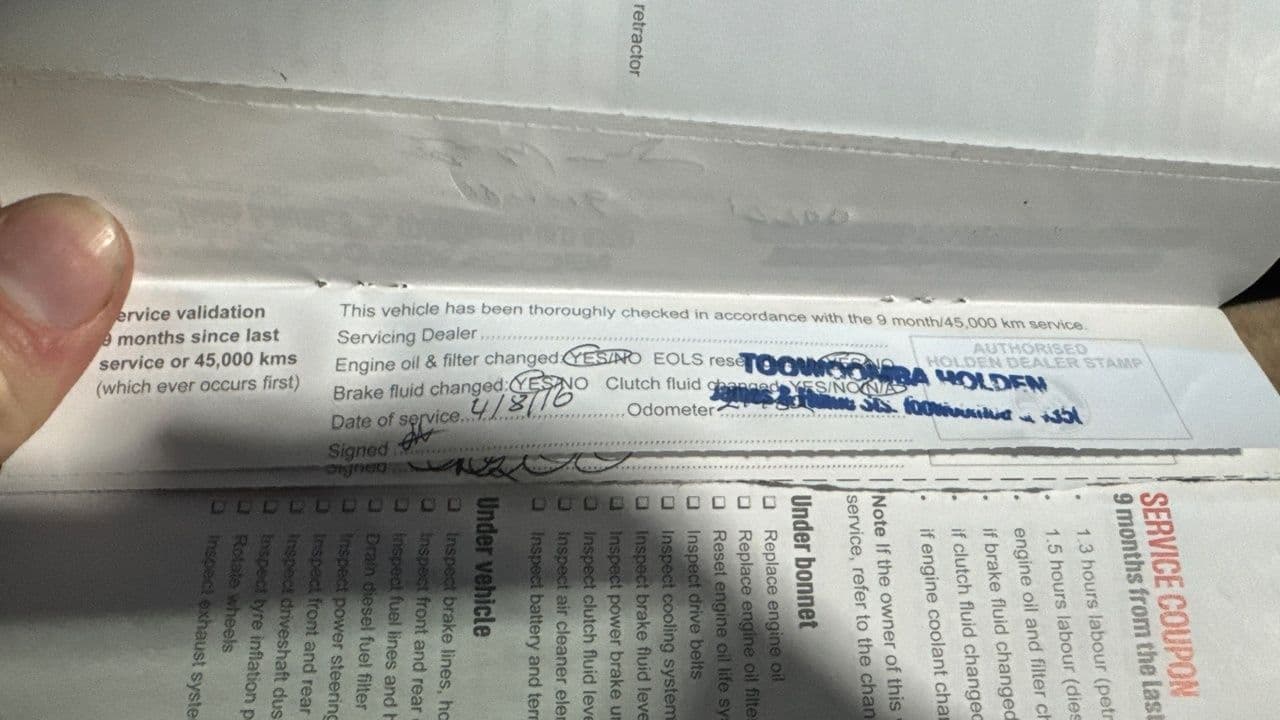 retractor
ervice validation
9 months since last
service or 45,000 kms
(which ever occurs first)
This vehicle has been thoroughly checked in accordance with the 9 month/45,000 km service.
Servicing Dealer
Engine oil & filter changed: YES/NO EOLS rese
Brake fluid changed: YES/NO Clutch fluid changed YES/NO/N/A
Date of service 4/8/16 Odometer
Signed
Signed
AUTHORISED
HOLDEN DEALER STAMP
TOOWOOMBA HOLDEN
SERVICE COUPON
9 months from the las
• 1.3 hours labour (petr
• 1.5 hours labour (dies
engine oil and filter c
• if brake fluid changed
• if clutch fluid changed
• if engine coolant cha
Note If the owner of this
service, refer to the chan
Under bonnet
Replace engine oil
Replace engine oil filte
Reset engine oil life sy
Inspect drive belts
Inspect cooling system
Inspect brake fluid leve
Inspect power brake u
Inspect clutch fluid leve
Inspect air cleaner eler
Inspect battery and tern
Under vehicle
Inspect brake lines, ho
Inspect front and rear
Inspect fuel lines and h
Drain diesel fuel filter
Inspect power steering
Inspect front and rear
Inspect driveshaft dus
Inspect tyre inflation p
Rotate wheels
Inspect exhaust syste